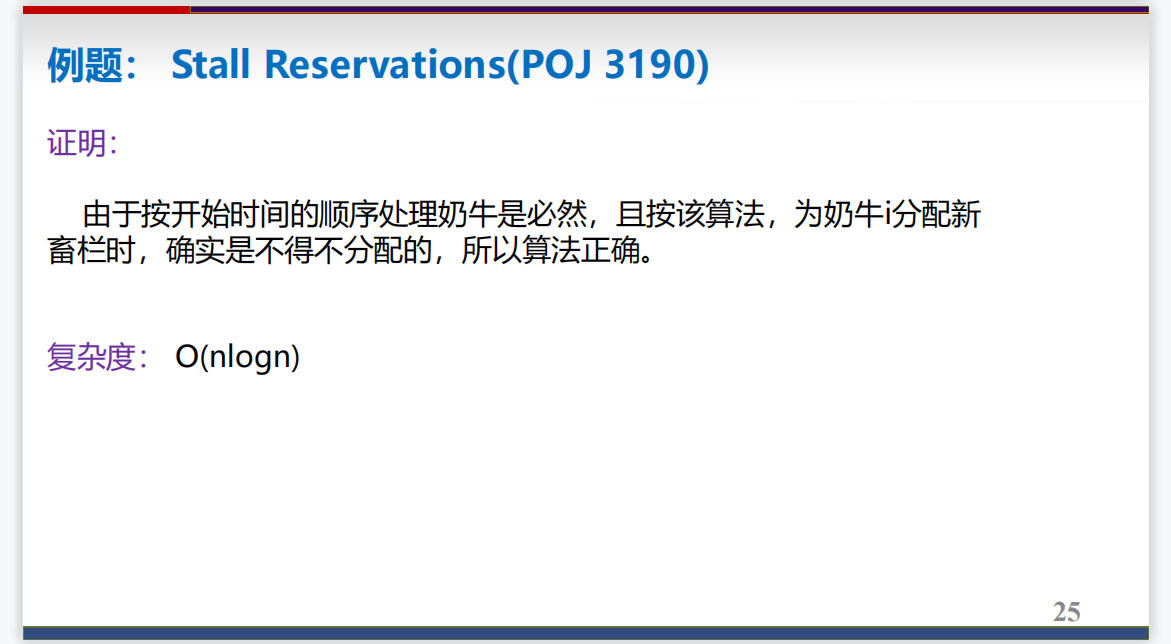 例题： Stall Reservations(POJ 3190)
证明：
由于按开始时间的顺序处理奶牛是必然，且按该算法，为奶牛i分配新
畜栏时，确实是不得不分配的，所以算法正确。
复杂度： O(nlogn)
25